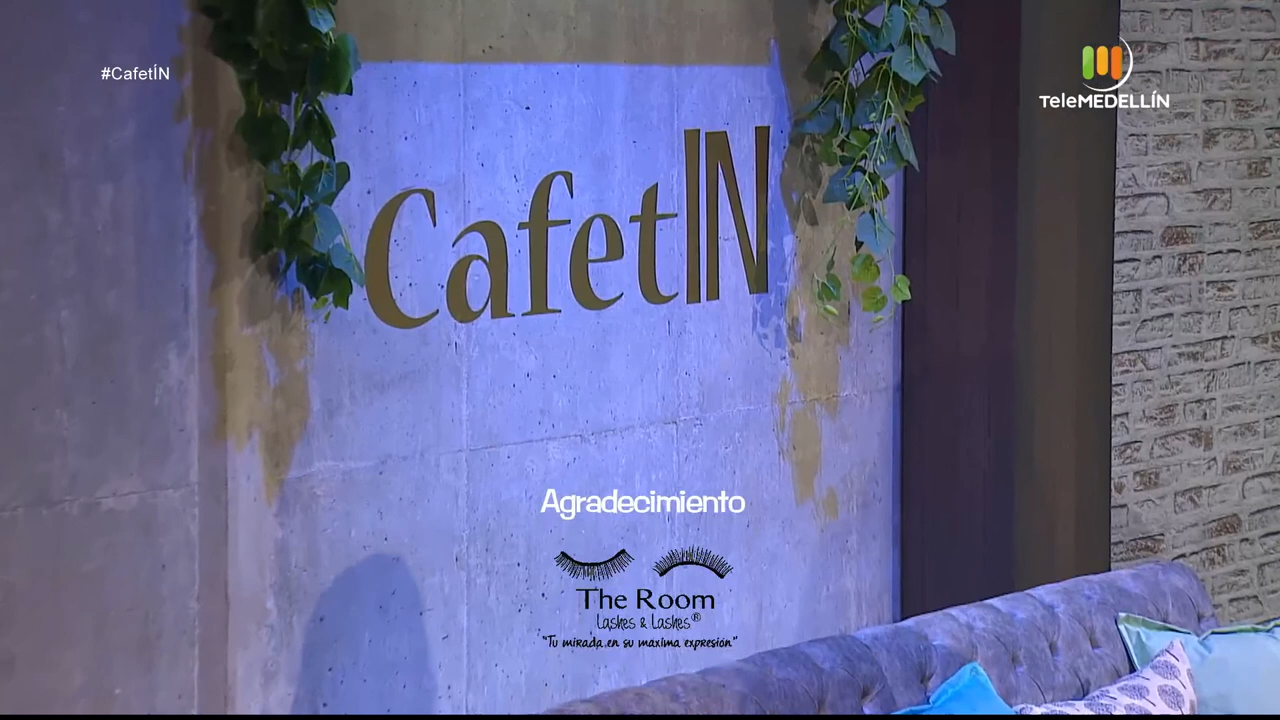 #CafetÍN
TeleMEDELLÍN
CafetIN
Agradecimiento
The Room
Lashes & Lashes®
"Tu mirada en su maxima expresión"